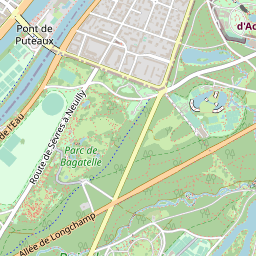 Pont de
Puteaux
d'Ac
Route de Sèvres à Neuilly
de l'Eau
Parc de
Bagatelle
Allée de Longchamp